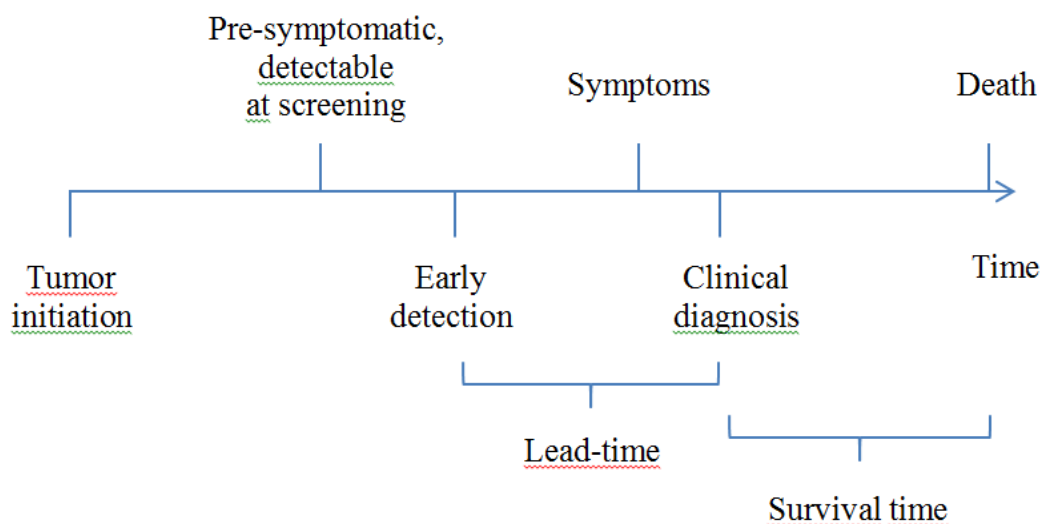 Pre-symptomatic,
detectable
at screening
Symptoms
Death
Tumor
initiation
Early
detection
Clinical
diagnosis
Time
Lead-time
Survival time